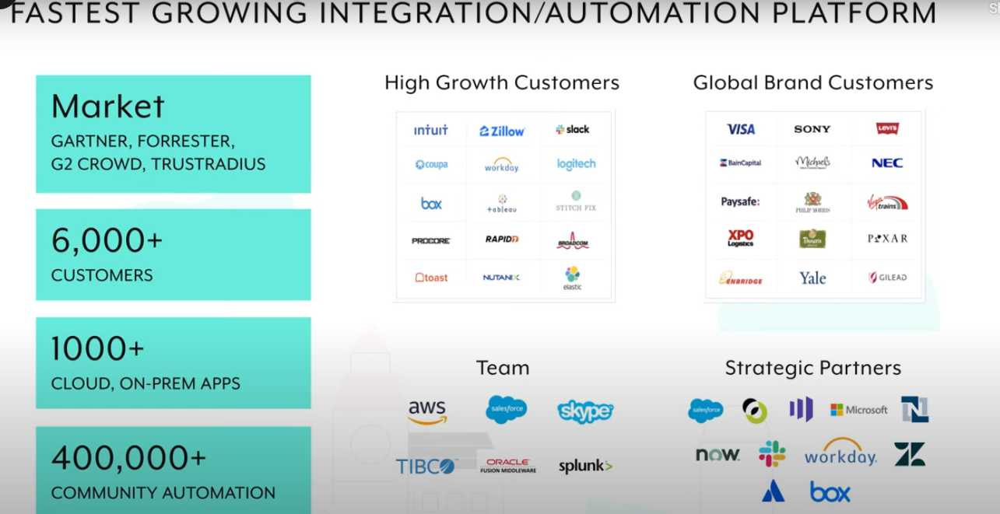 FASTEST GROWING INTEGRATION/AUTOMATION PLATFORM
Market
GARTNER, FORRESTER,
G2 CROWD, TRUSTRADIUS
6,000+
CUSTOMERS
1000+
CLOUD, ON-PREM APPS
400,000+
COMMUNITY AUTOMATION
High Growth Customers
intuit Zillow slack
coupa workday. logitech
box +ableau STITCH FIX
PROCORE RAPID7 BROADCOM
toast NUTANIX elastic
Global Brand Customers
VISA SONY Levi's
BainCapital Michaels NEC
Paysafe: PHILIP MORRIS Virgin trains
XPO Logistics Panera PIXAR
ENBRIDGE Yale GILEAD
Team
aws salesforce skype
TIBCO ORACLE FUSION MIDDLEWARE splunk>
Strategic Partners
salesforce Microsoft N
now. workday.
box